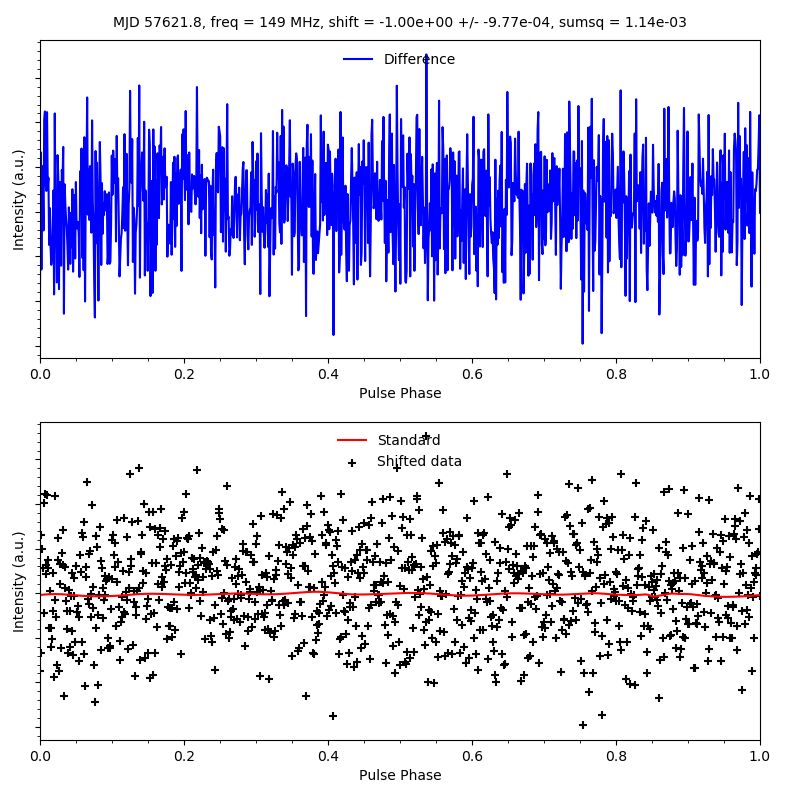 MJD 57621.8, freq = 149 MHz, shift = -1.00e+00 +/- -9.77e-04, sumsq = 1.14e-03
Difference
Intensity (a.u.)
0.0 0.2 0.4 0.6 0.8 1.0
Pulse Phase
Standard
Shifted data
Intensity (a.u.)
0.0 0.2 0.4 0.6 0.8 1.0
Pulse Phase